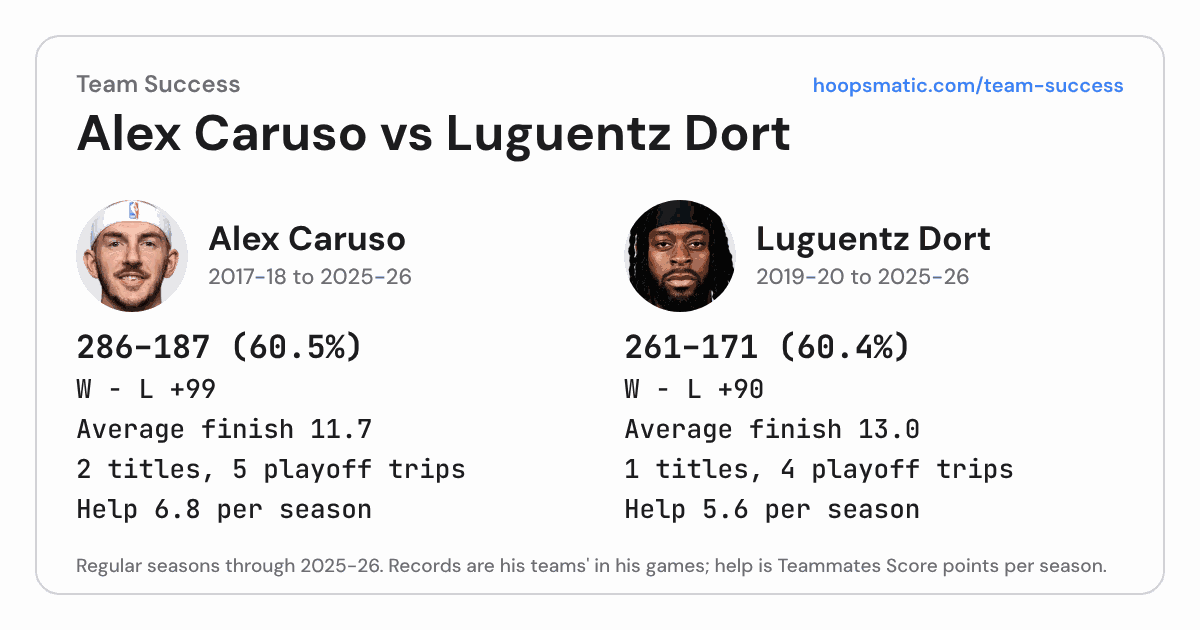 Team Success
hoopsmatic.com/team-success
Alex Caruso vs Luguentz Dort
Alex Caruso
2017–18 to 2025–26
286–187 (60.5%)
W - L +99
Average finish 11.7
2 titles, 5 playoff trips
Help 6.8 per season
Luguentz Dort
2019–20 to 2025–26
261–171 (60.4%)
W - L +90
Average finish 13.0
1 titles, 4 playoff trips
Help 5.6 per season
Regular seasons through 2025–26. Records are his teams' in his games; help is Teammates Score points per season.